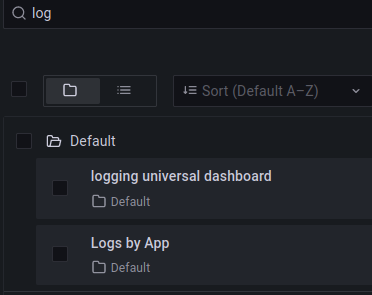 log
Sort (Default A–Z)
Default
logging universal dashboard
Default
Logs by App
Default